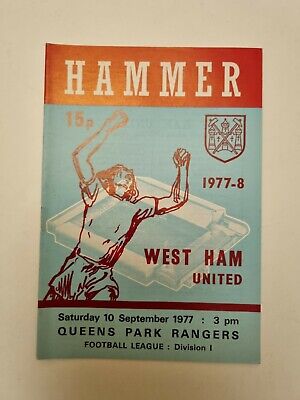 HAMMER
15p
1977-8
WEST HAM
UNITED
Saturday 10 September 1977 : 3 pm
QUEENS PARK RANGERS
FOOTBALL LEAGUE : Division I